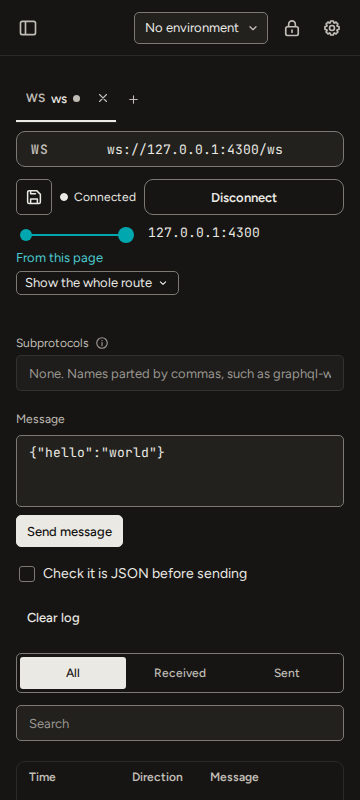 No environment
WS ws
WS ws://127.0.0.1:4300/ws
Connected Disconnect
127.0.0.1:4300
From this page
Show the whole route
Subprotocols
None. Names parted by commas, such as graphql-w
Message
{"hello":"world"}
Send message
Check it is JSON before sending
Clear log
All Received Sent
Search
Time Direction Message